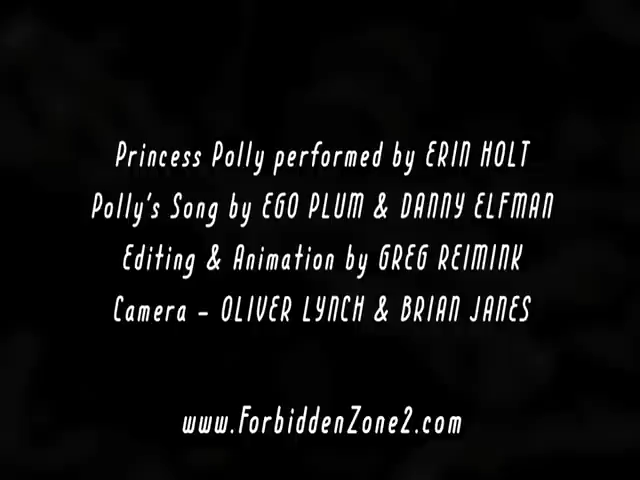 Princess Polly performed by ERIN HOLT
Polly's Song by EGO PLUM & DANNY ELFMAN
Editing & Animation by GREG REIMINK
Camera - OLIVER LYNCH & BRIAN JANES
www.ForbiddenZone2.com